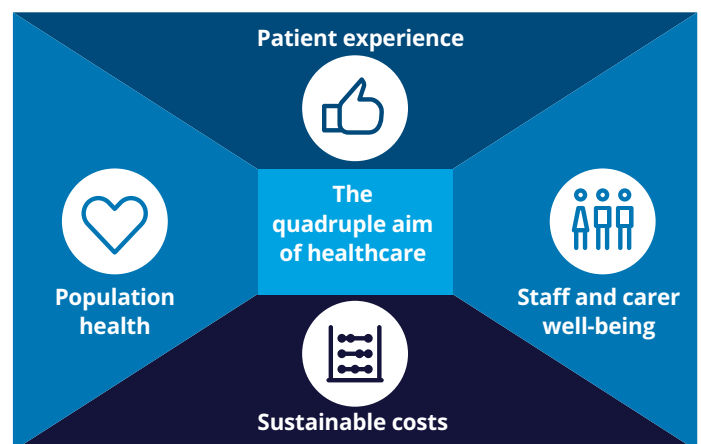 Patient experience
The
quadruple aim
of healthcare
Population
health
Staff and carer
well-being
Sustainable costs